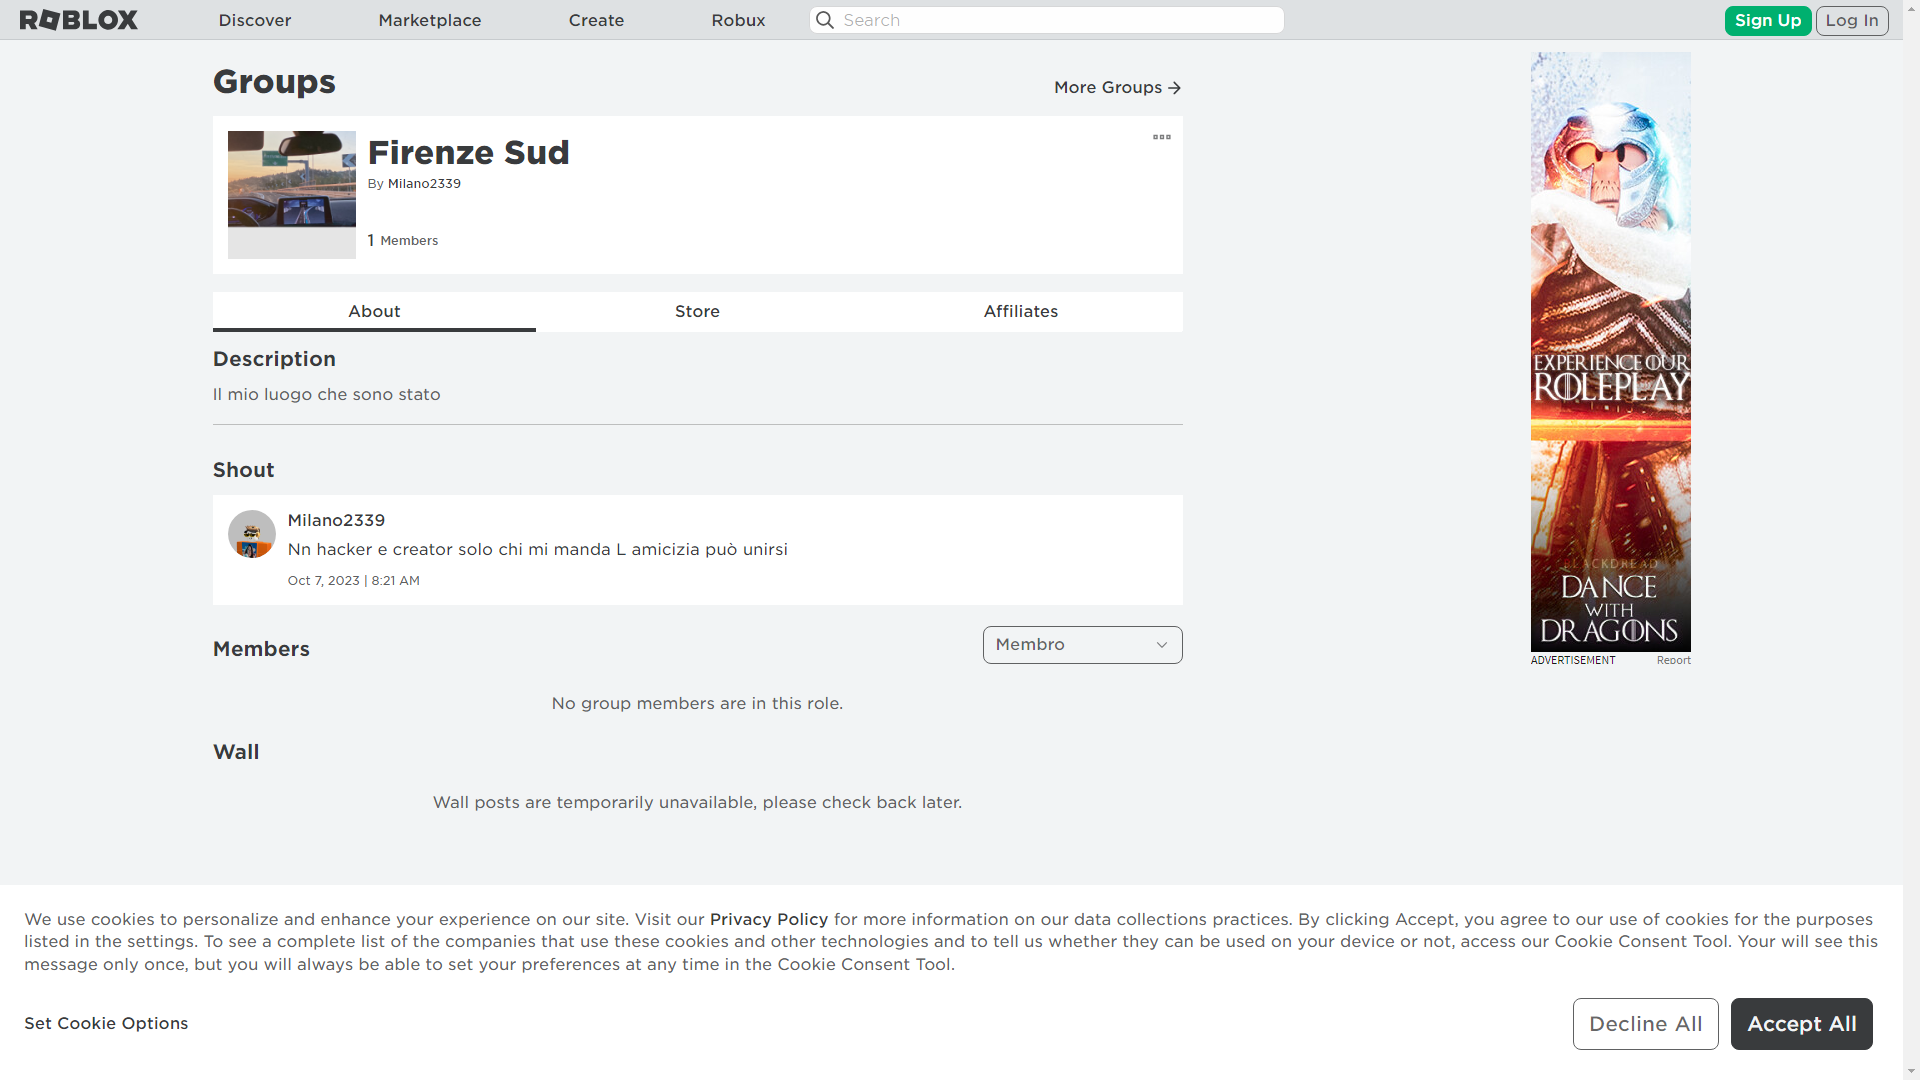 ROBLOX
Discover
Marketplace
Create
Robux
Search
Sign Up
Log In
Groups
More Groups
Firenze Sud
By Milano2339
1 Members
About
Store
Affiliates
Description
Il mio luogo che sono stato
Shout
Milano2339
Nn hacker e creator solo chi mi manda L amicizia può unirsi
Oct 7, 2023 | 8:21 AM
Members
Membro
No group members are in this role.
Wall
Wall posts are temporarily unavailable, please check back later.
EXPERIENCE OUR
ROLEPLAY
BLACKDREAD
DANCE
WITH
DRAGONS
ADVERTISEMENT
Report
We use cookies to personalize and enhance your experience on our site. Visit our Privacy Policy for more information on our data collections practices. By clicking Accept, you agree to our use of cookies for the purposes
listed in the settings. To see a complete list of the companies that use these cookies and other technologies and to tell us whether they can be used on your device or not, access our Cookie Consent Tool. Your will see this
message only once, but you will always be able to set your preferences at any time in the Cookie Consent Tool.
Set Cookie Options
Decline All
Accept All